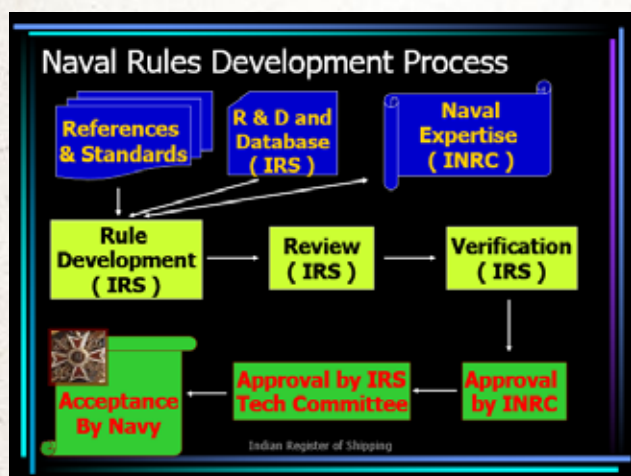 Naval Rules Development Process
References
& Standards
R & D and
Database
( IRS )
Naval
Expertise
( INRC )
Rule
Development
( IRS )
Review
( IRS )
Verification
( IRS )
Acceptance
By Navy
Approval by IRS
Tech Committee
Approval
by INRC
Indian Register of Shipping